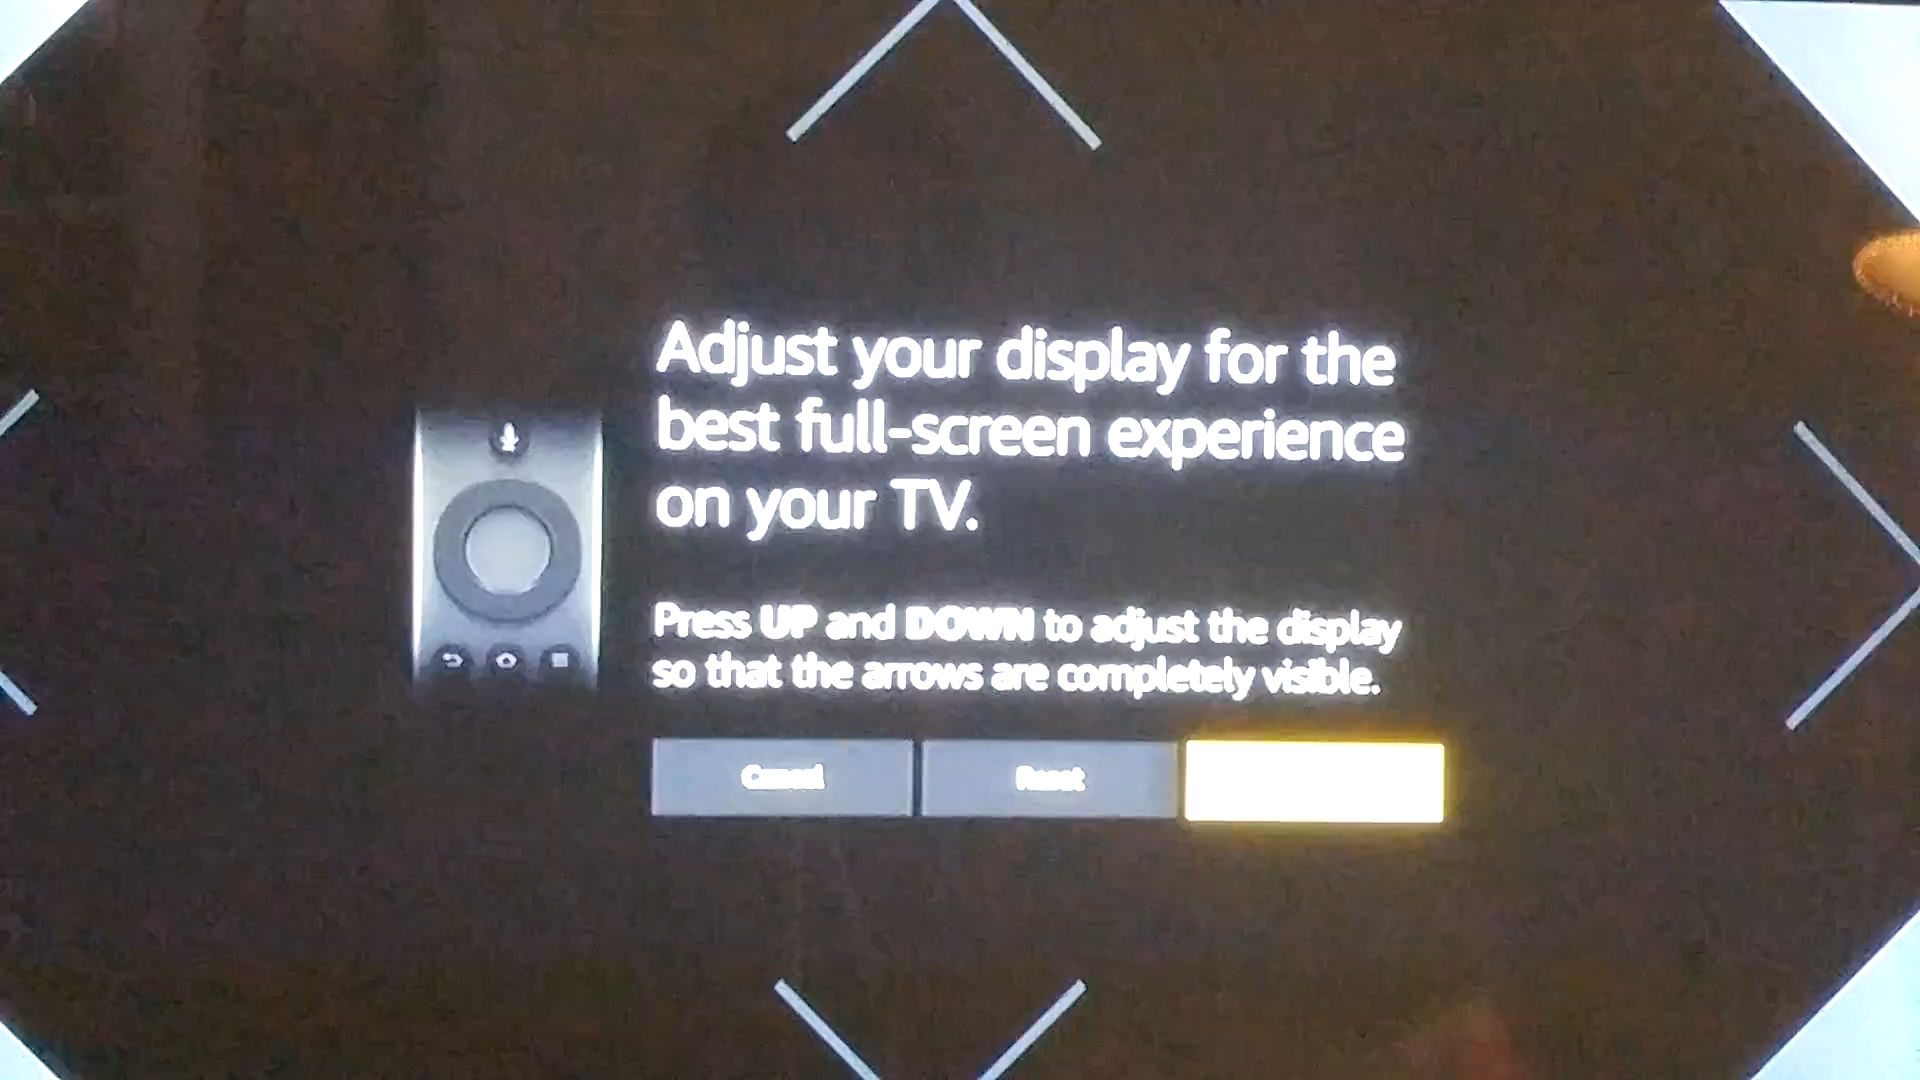 Adjust your display for the
best full-screen experience
on your TV.
Press UP and DOWN to adjust the display
so that the arrows are completely visible.
Cancel
Reset